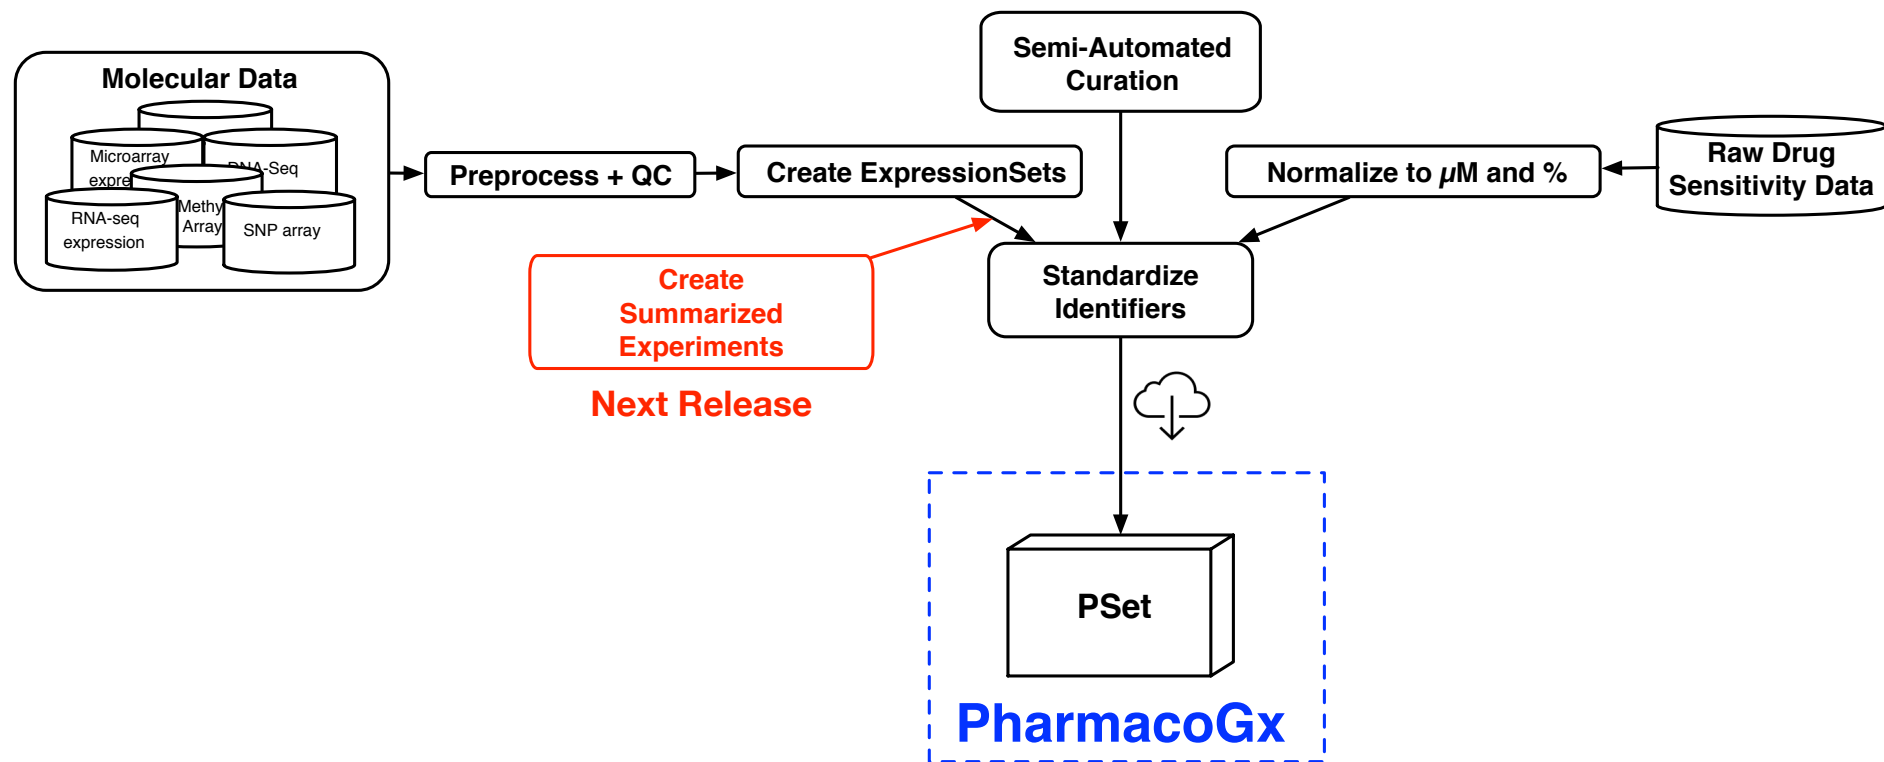 Semi-Automated
Curation
Molecular Data
Microarray
RNA-seq
expression
Methy
Array
SNP array
Preprocess + QC
Create ExpressionSets
Normalize to µM and %
Raw Drug
Sensitivity Data
Create
Summarized
Experiments
Next Release
Standardize
Identifiers
PSet
PharmacoGx